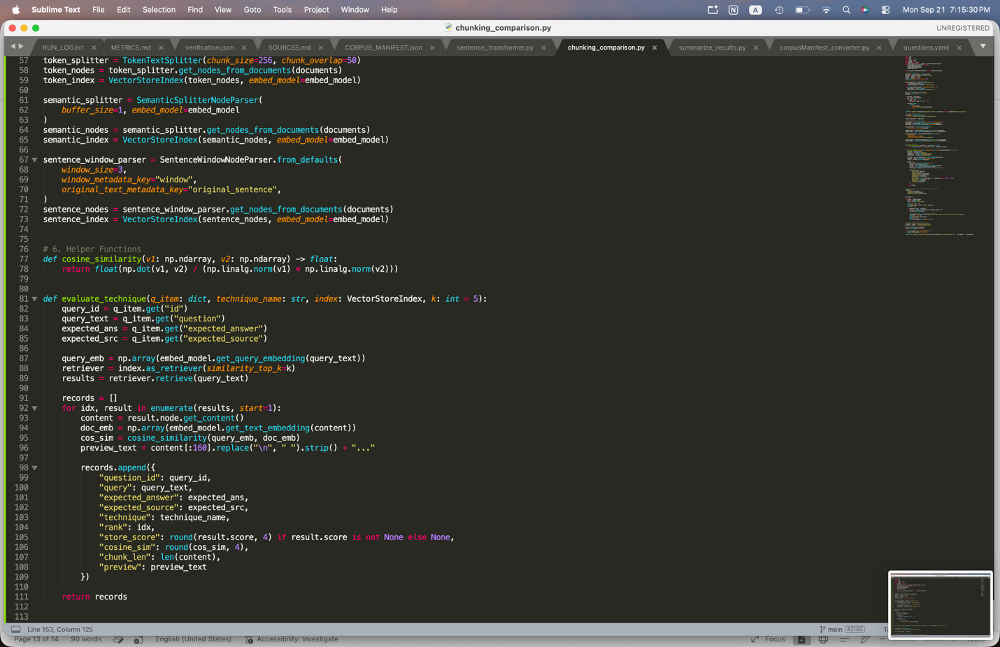 Sublime Text File Edit Selection Find View Goto Tools Project Window Help Mon Sep 21 7:15:30 PM
chunking_comparison.py UNREGISTERED
RUN_LOG.txt METRICS.md verification.json SOURCES.md CORPUS_MANIFEST.json sentence_transformer.py chunking_comparison.py summarize_results.py corpusManifest_converter.py questions.yaml
57 token_splitter = TokenTextSplitter(chunk_size=256, chunk_overlap=50)
58 token_nodes = token_splitter.get_nodes_from_documents(documents)
59 token_index = VectorStoreIndex(token_nodes, embed_model=embed_model)
60
61 semantic_splitter = SemanticSplitterNodeParser(
62     buffer_size=1, embed_model=embed_model
63 )
64 semantic_nodes = semantic_splitter.get_nodes_from_documents(documents)
65 semantic_index = VectorStoreIndex(semantic_nodes, embed_model=embed_model)
66
67 sentence_window_parser = SentenceWindowNodeParser.from_defaults(
68     window_size=3,
69     window_metadata_key="window",
70     original_text_metadata_key="original_sentence",
71 )
72 sentence_nodes = sentence_window_parser.get_nodes_from_documents(documents)
73 sentence_index = VectorStoreIndex(sentence_nodes, embed_model=embed_model)
74
75
76 # 6. Helper Functions
77 def cosine_similarity(v1: np.ndarray, v2: np.ndarray) -> float:
78     return float(np.dot(v1, v2) / (np.linalg.norm(v1) * np.linalg.norm(v2)))
79
80
81 def evaluate_technique(q_item: dict, technique_name: str, index: VectorStoreIndex, k: int = 5):
82     query_id = q_item.get("id")
83     query_text = q_item.get("question")
84     expected_ans = q_item.get("expected_answer")
85     expected_src = q_item.get("expected_source")
86
87     query_emb = np.array(embed_model.get_query_embedding(query_text))
88     retriever = index.as_retriever(similarity_top_k=k)
89     results = retriever.retrieve(query_text)
90
91     records = []
92     for idx, result in enumerate(results, start=1):
93         content = result.node.get_content()
94         doc_emb = np.array(embed_model.get_text_embedding(content))
95         cos_sim = cosine_similarity(query_emb, doc_emb)
96         preview_text = content[:160].replace("\n", " ").strip() + "..."
97
98         records.append({
99             "question_id": query_id,
100             "query": query_text,
101             "expected_answer": expected_ans,
102             "expected_source": expected_src,
103             "technique": technique_name,
104             "rank": idx,
105             "store_score": round(result.score, 4) if result.score is not None else None,
106             "cosine_sim": round(cos_sim, 4),
107             "chunk_len": len(content),
108             "preview": preview_text
109         })
110
111     return records
112
113
Line 153, Column 125 main 42165
Page 13 of 14 90 words English (United States) Accessibility: Investigate Focus